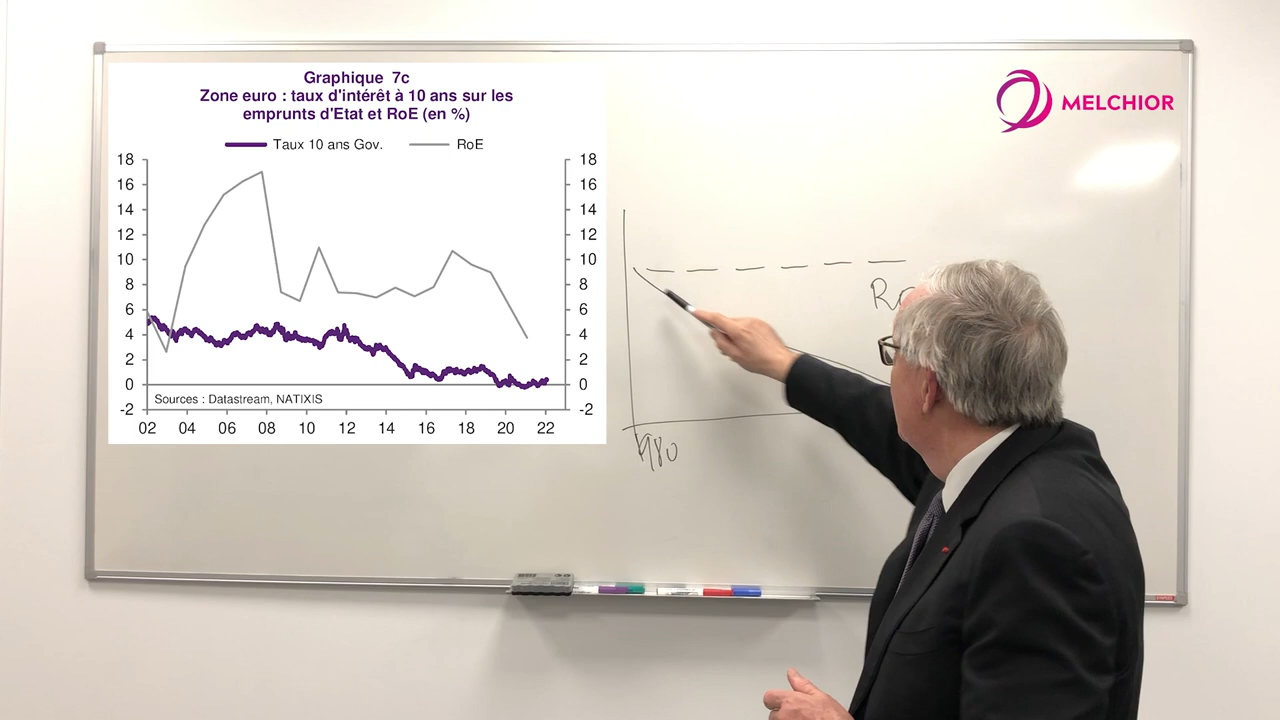 Graphique 7c
Zone euro : taux d'intérêt à 10 ans sur les
emprunts d'Etat et RoE (en %)
Taux 10 ans Gov. RoE
18 18
16 16
14 14
12 12
10 10
8 8
6 6
4 4
2 2
0 0
-2 -2
Sources : Datastream, NATIXIS
02 04 06 08 10 12 14 16 18 20 22
MELCHIOR
1980